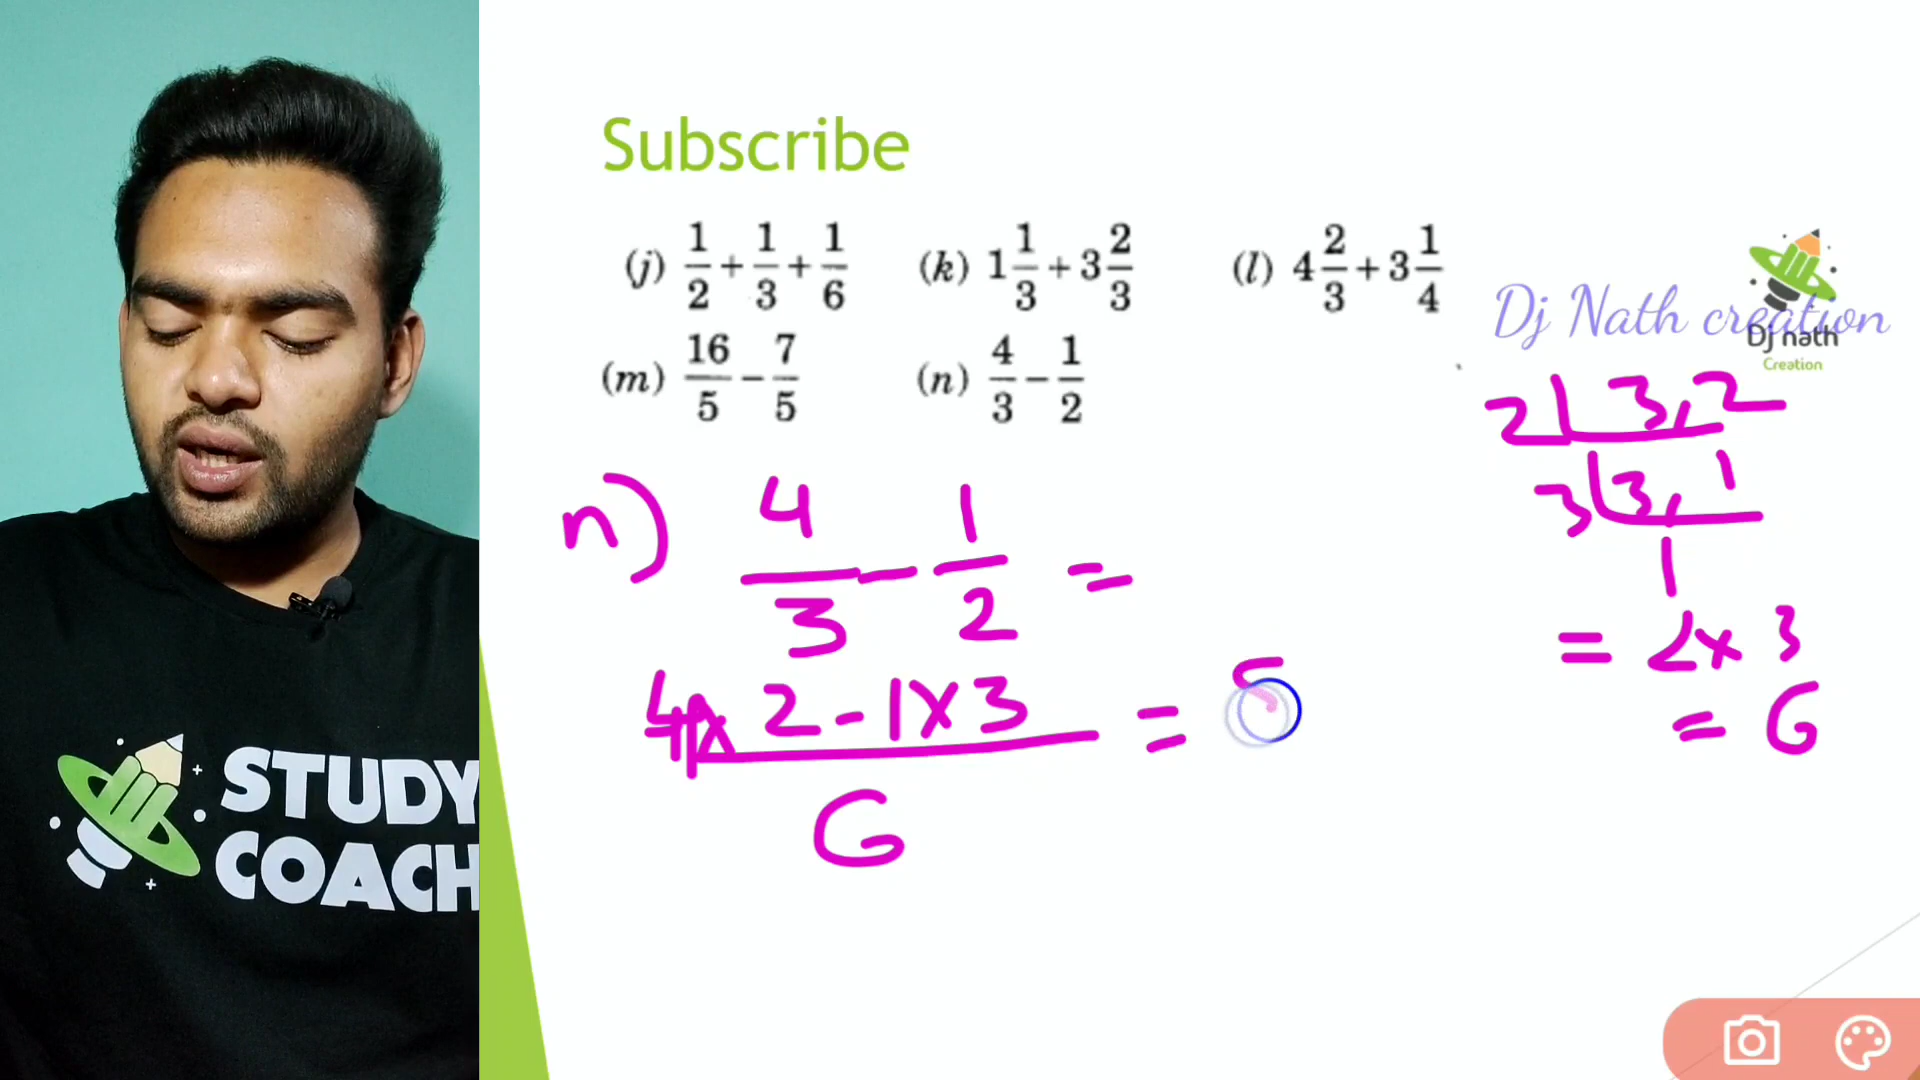 STUDY
COACH
Subscribe
(j) 1/2 + 1/3 + 1/6 (k) 1 1/3 + 3 2/3 (l) 4 2/3 + 3 1/4
(m) 16/5 − 7/5 (n) 4/3 − 1/2
Dj Nath creation
Dj nath
Creation
n) 4/3 − 1/2 =
4x 2 − 1 x 3 / 6 = 5
2 | 3, 2
3 | 3, 1
1
= 2 x 3
= 6